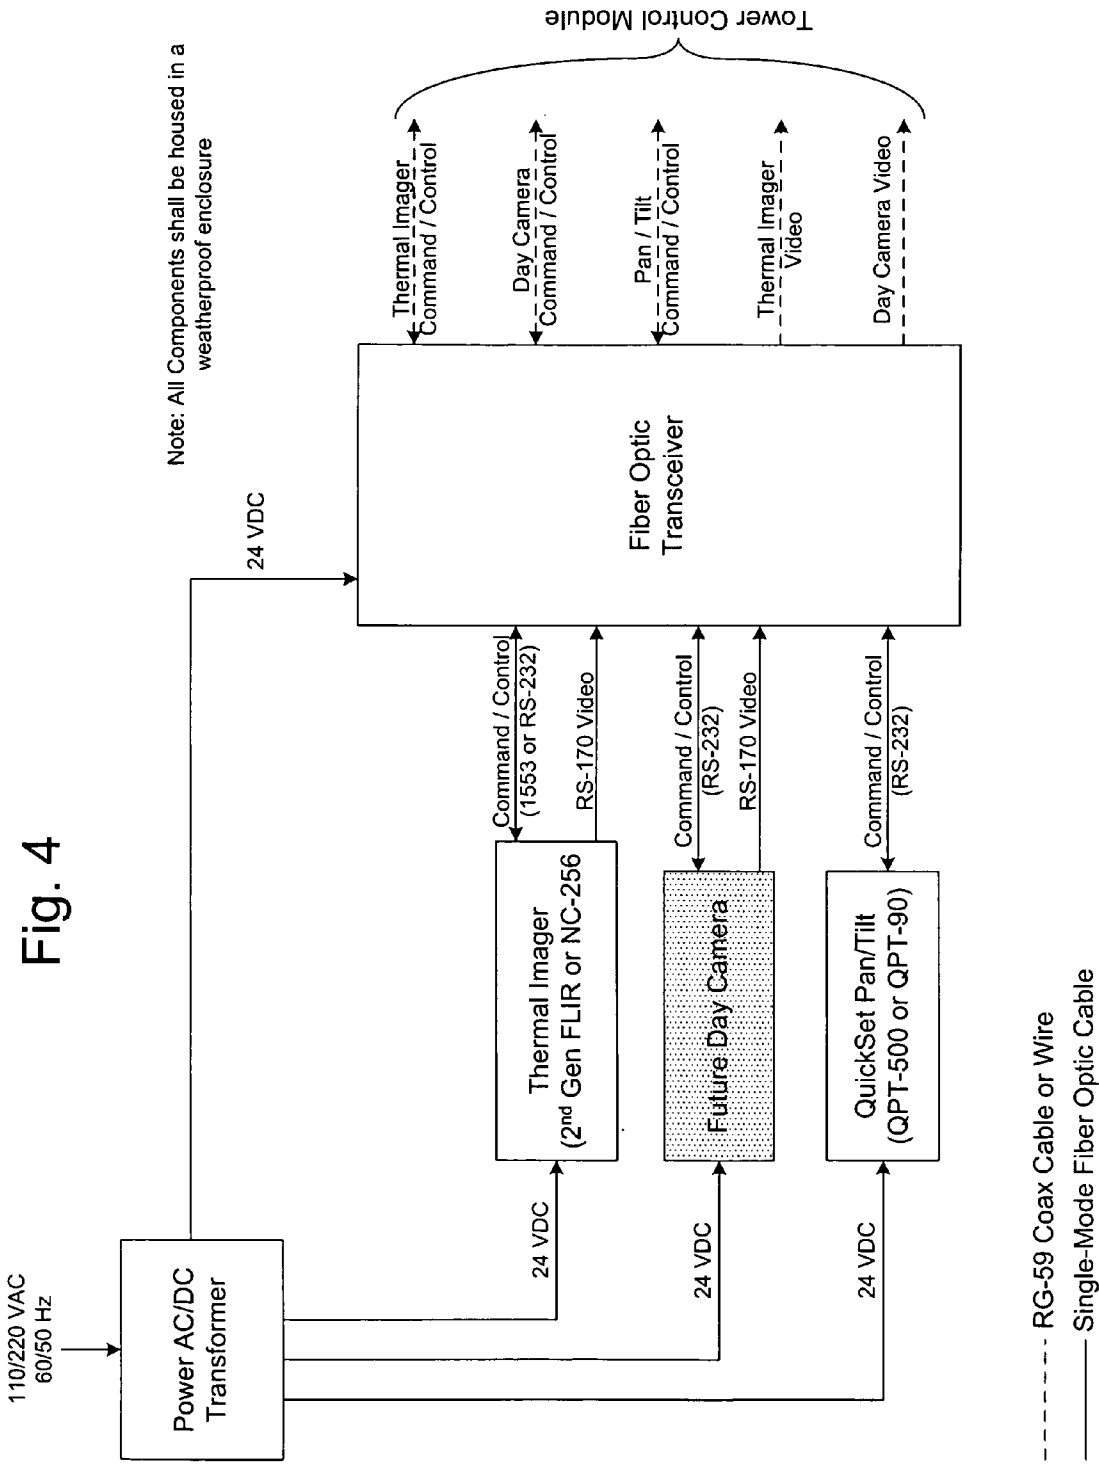 Fig. 4
110/220 VAC
60/50 Hz
Power AC/DC
Transformer
24 VDC
Note: All Components shall be housed in a
weatherproof enclosure
24 VDC
Thermal Imager
(2nd Gen FLIR or NC-256
Command / Control
(1553 or RS-232)
RS-170 Video
24 VDC
Future Day Camera
Command / Control
(RS-232)
RS-170 Video
24 VDC
QuickSet Pan/Tilt
(QPT-500 or QPT-90)
Command / Control
(RS-232)
Fiber Optic
Transceiver
Thermal Imager
Command / Control
Day Camera
Command / Control
Pan / Tilt
Command / Control
Thermal Imager
Video
Day Camera Video
Tower Control Module
RG-59 Coax Cable or Wire
Single-Mode Fiber Optic Cable